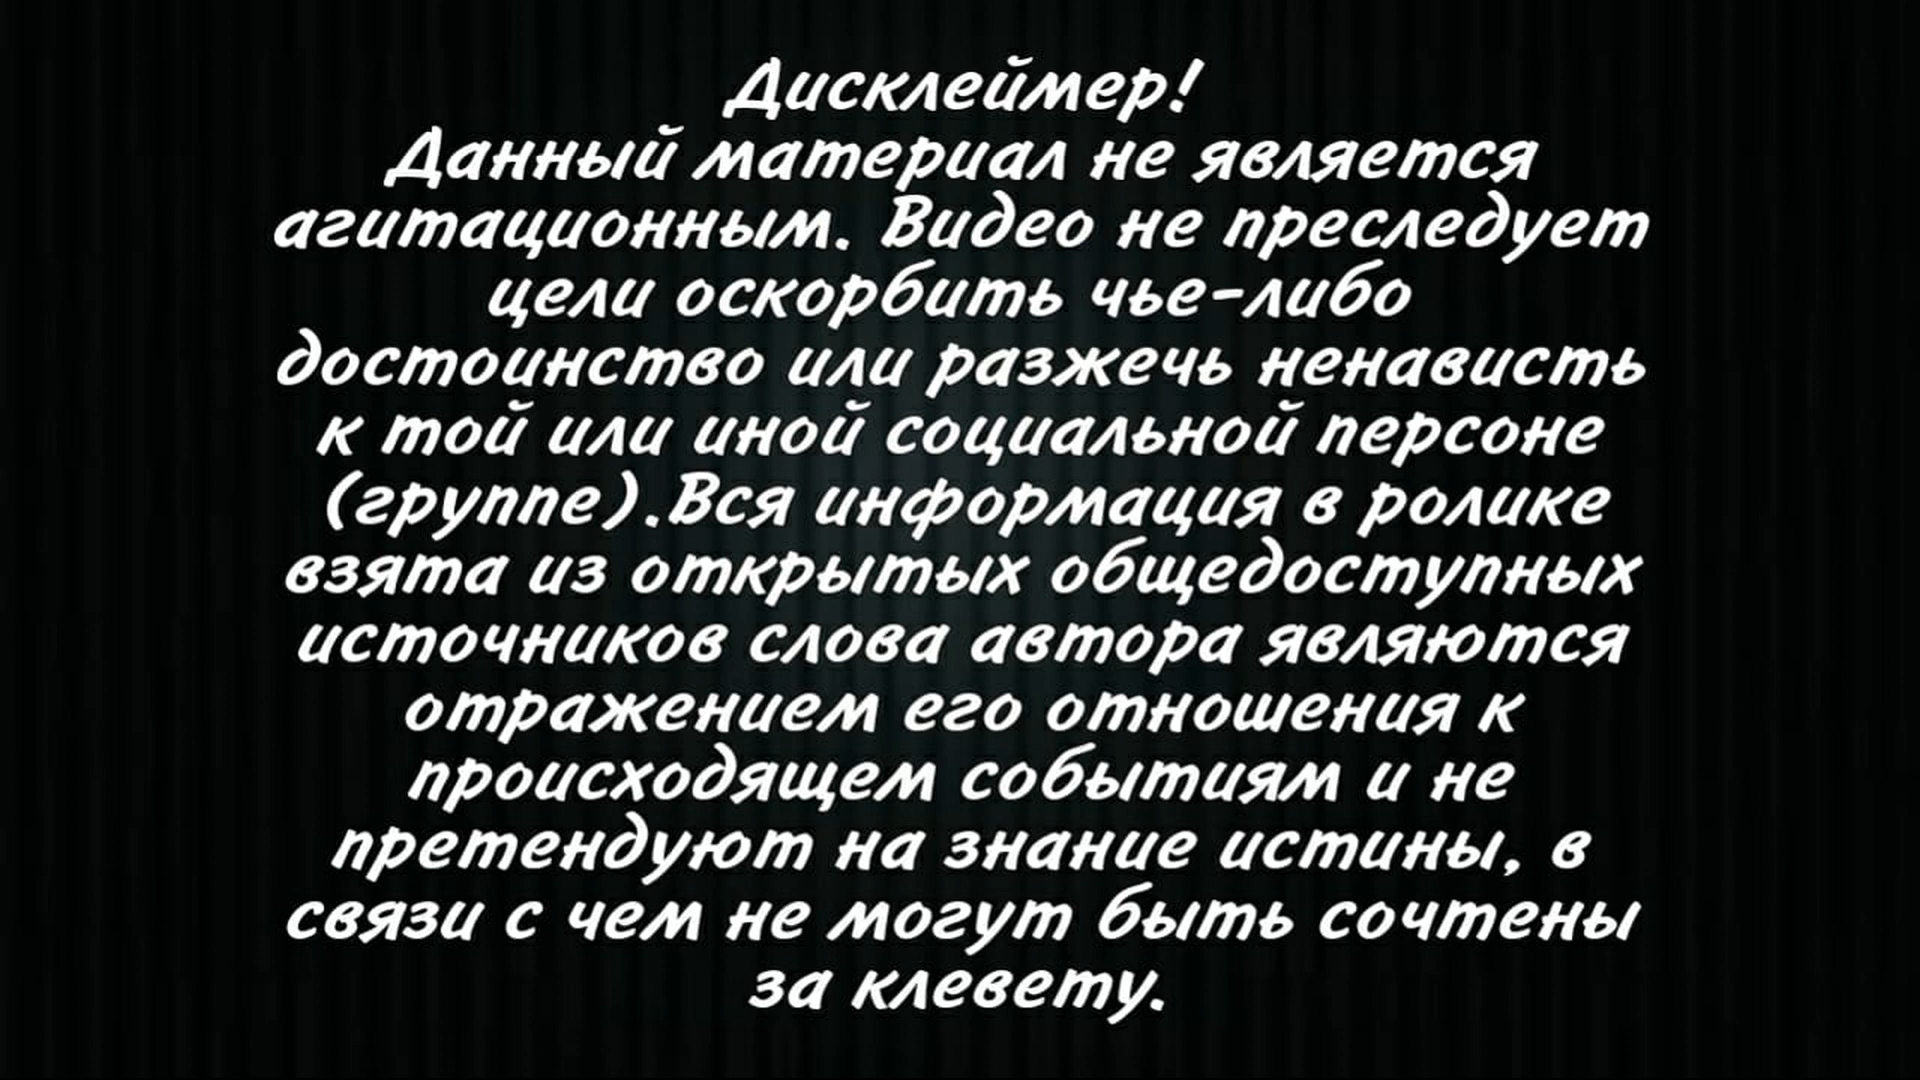 Дисклеймер!
Данный материал не является
агитационным. Видео не преследует
цели оскорбить чье-либо
достоинство или разжечь ненависть
к той или иной социальной персоне
(группе).Вся информация в ролике
взята из открытых общедоступных
источников слова автора являются
отражением его отношения к
происходящем событиям и не
претендуют на знание истины, в
связи с чем не могут быть сочтены
за клевету.